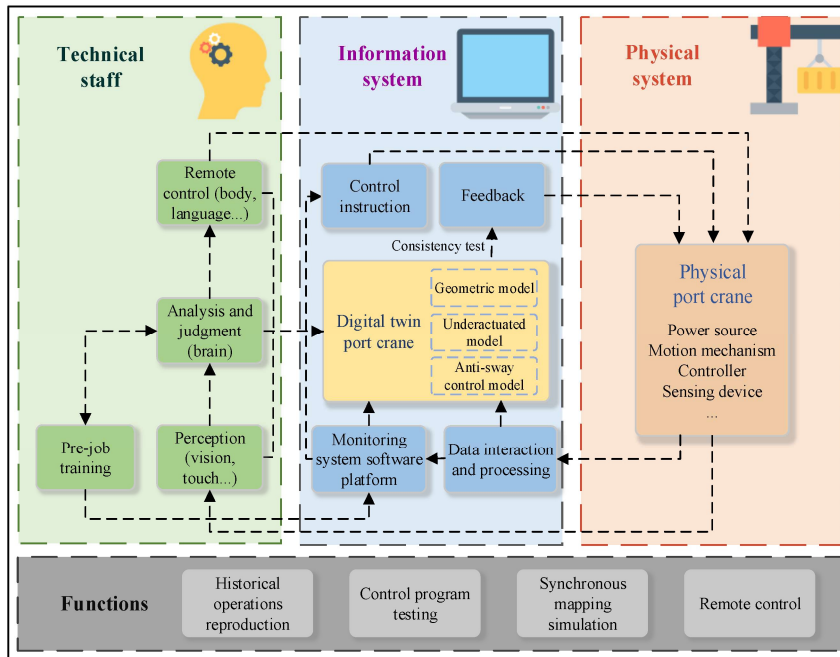 Technical
staff
Information
system
Physical
system
Remote
control (body,
language...)
Control
instruction
Feedback
Consistency test
Physical
port crane
Power source
Motion mechanism
Controller
Sensing device
...
Analysis and
judgment
(brain)
Digital twin
port crane
Geometric model
Underactuated
model
Anti-sway
control model
Pre-job
training
Perception
(vision,
touch...)
Monitoring
system software
platform
Data interaction
and processing
Functions
Historical
operations
reproduction
Control program
testing
Synchronous
mapping
simulation
Remote control